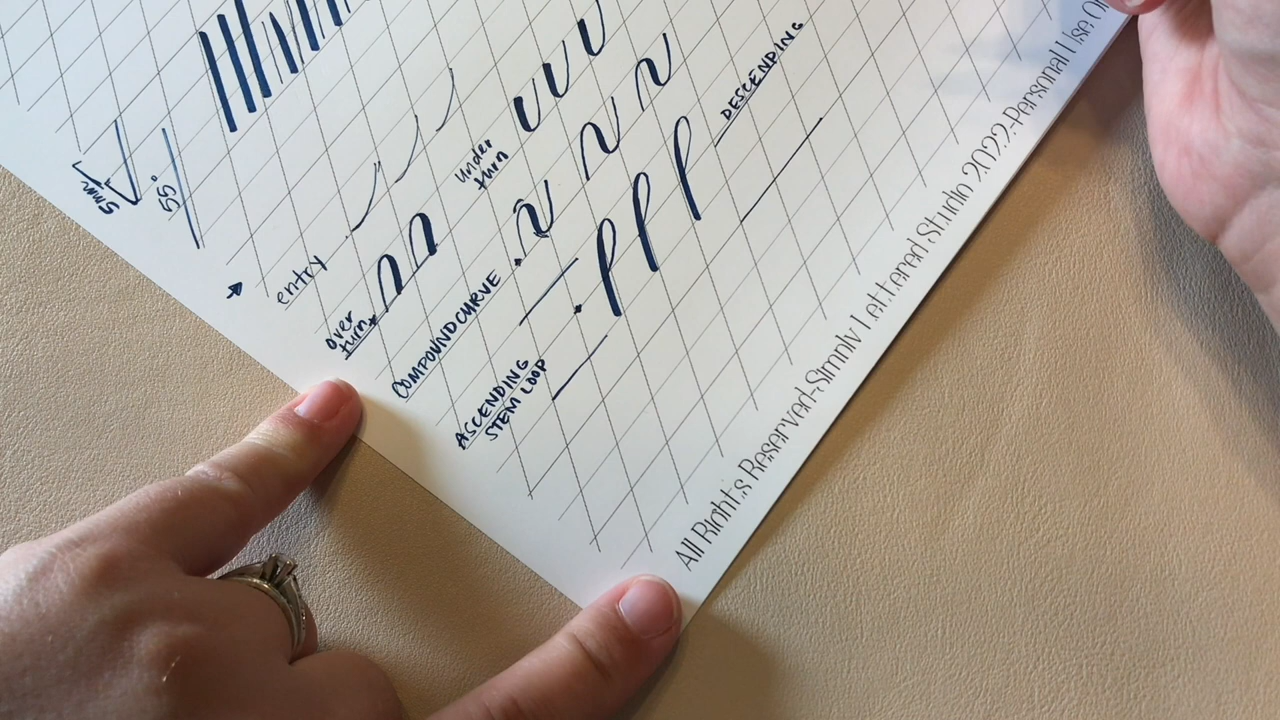 5mm
55°
entry
over
turn
under
turn
COMPOUND CURVE
ASCENDING
STEM LOOP
DESCENDING
All Rights Reserved-Simply Lettered Studio 2022-Personal Use